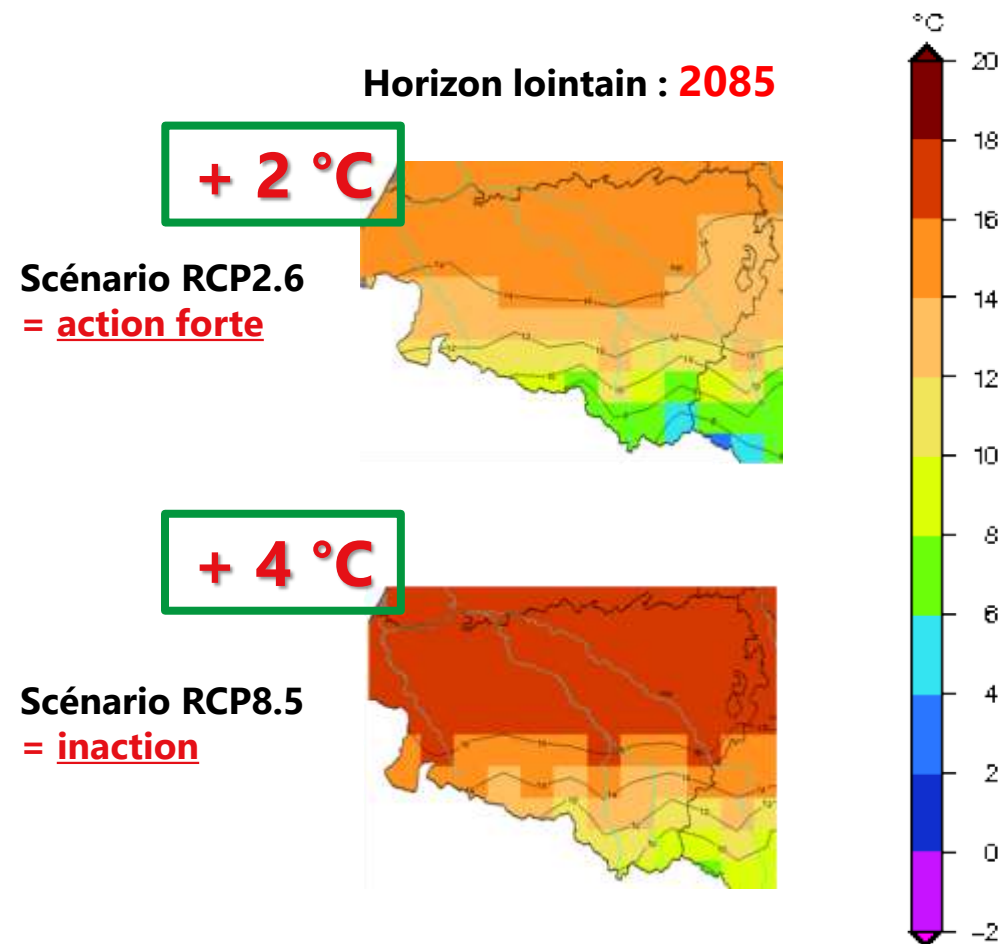 °C
Horizon lointain : 2085
+ 2 °C
Scénario RCP2.6
= action forte
+ 4 °C
Scénario RCP8.5
= inaction
20
18
16
14
12
10
8
6
4
2
0
-2